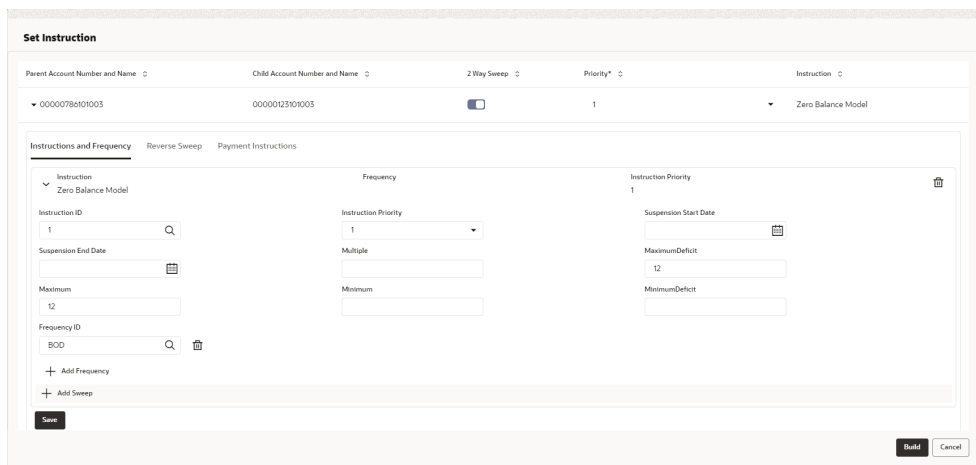 Set Instruction
Parent Account Number and Name Child Account Number and Name 2 Way Sweep Priority* Instruction
00000786101003 00000123101003 1 Zero Balance Model
Instructions and Frequency Reverse Sweep Payment Instructions
Instruction Frequency Instruction Priority
Zero Balance Model 1
Instruction ID Instruction Priority Suspension Start Date
1 1
Suspension End Date Multiple MaximumDeficit
12
Maximum Minimum MinimumDeficit
12
Frequency ID
BOD
Add Frequency
Add Sweep
Save
Build Cancel